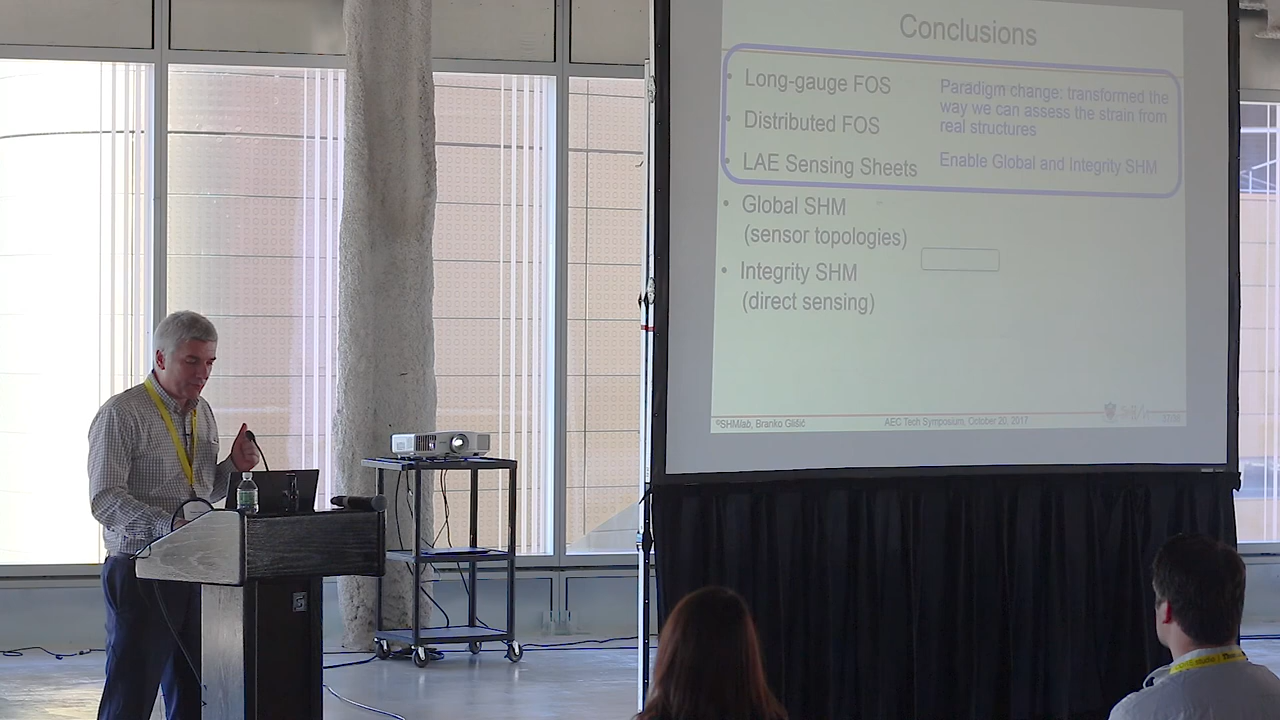 Conclusions
• Long-gauge FOS
• Distributed FOS
• LAE Sensing Sheets
Paradigm change: transformed the
way we can assess the strain from
real structures
Enable Global and Integrity SHM
• Global SHM
(sensor topologies)
• Integrity SHM
(direct sensing)
©SHMlab, Branko Glišić
AEC Tech Symposium, October 20, 2017